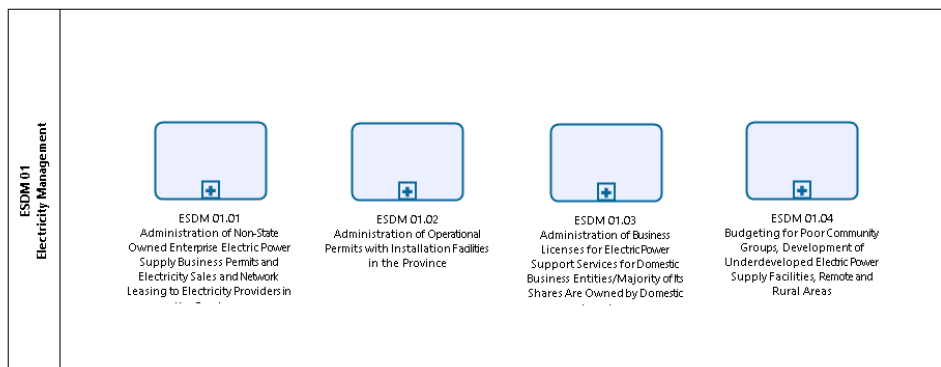 ESDM 01
Electricity Management
ESDM 01.01
Administration of Non-State
Owned Enterprise Electric Power
Supply Business Permits and
Electricity Sales and Network
Leasing to Electricity Providers in
ESDM 01.02
Administration of Operational
Permits with Installation Facilities
in the Province
ESDM 01.03
Administration of Business
Licenses for Electric Power
Support Services for Domestic
Business Entities/Majority of Its
Shares Are Owned by Domestic
ESDM 01.04
Budgeting for Poor Community
Groups, Development of
Underdeveloped Electric Power
Supply Facilities, Remote and
Rural Areas